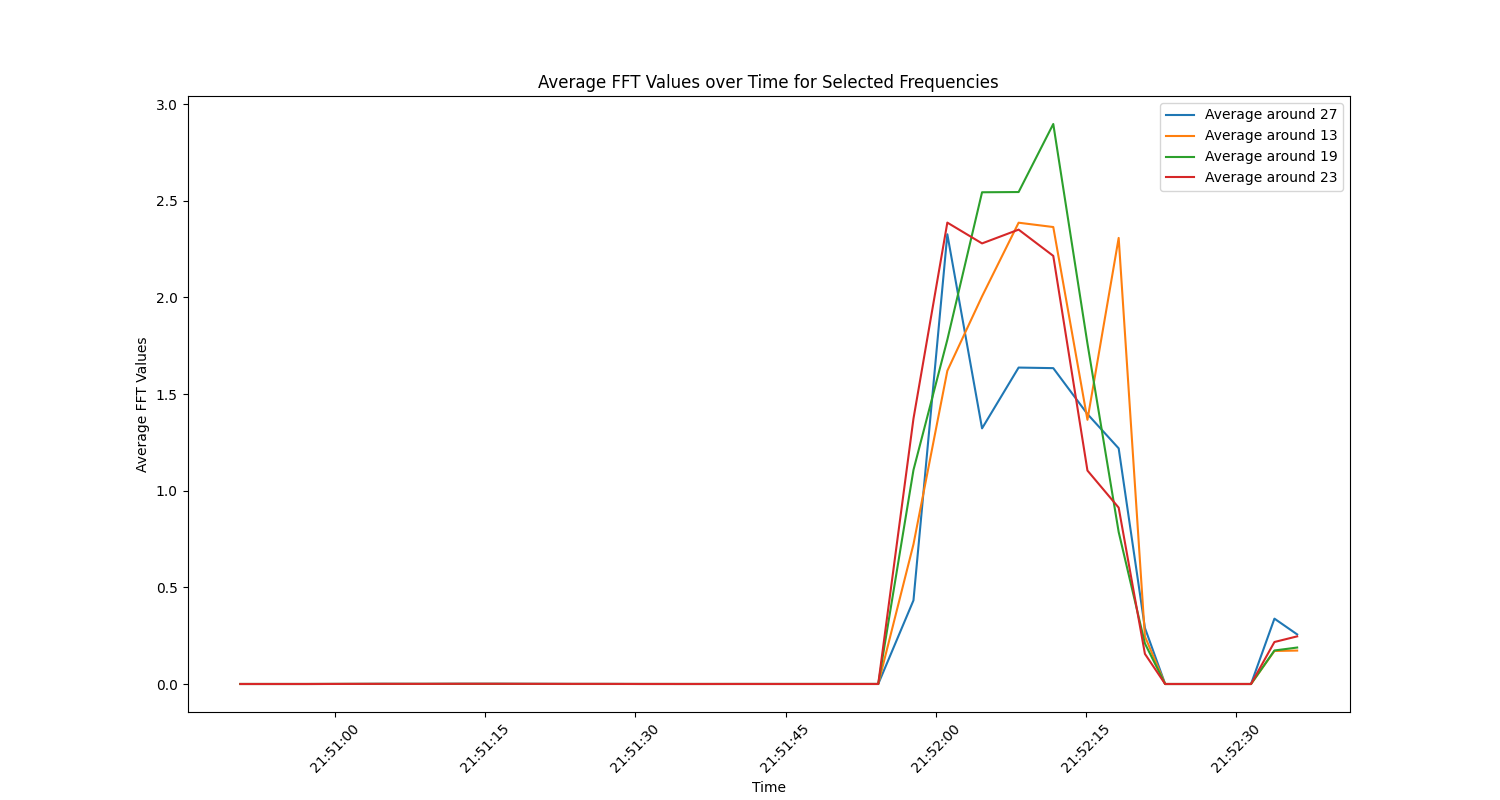 Average FFT Values over Time for Selected Frequencies
Average around 27
Average around 13
Average around 19
Average around 23
3.0
2.5
2.0
1.5
1.0
0.5
0.0
Average FFT Values
21:51:00
21:51:15
21:51:30
21:51:45
21:52:00
21:52:15
21:52:30
Time